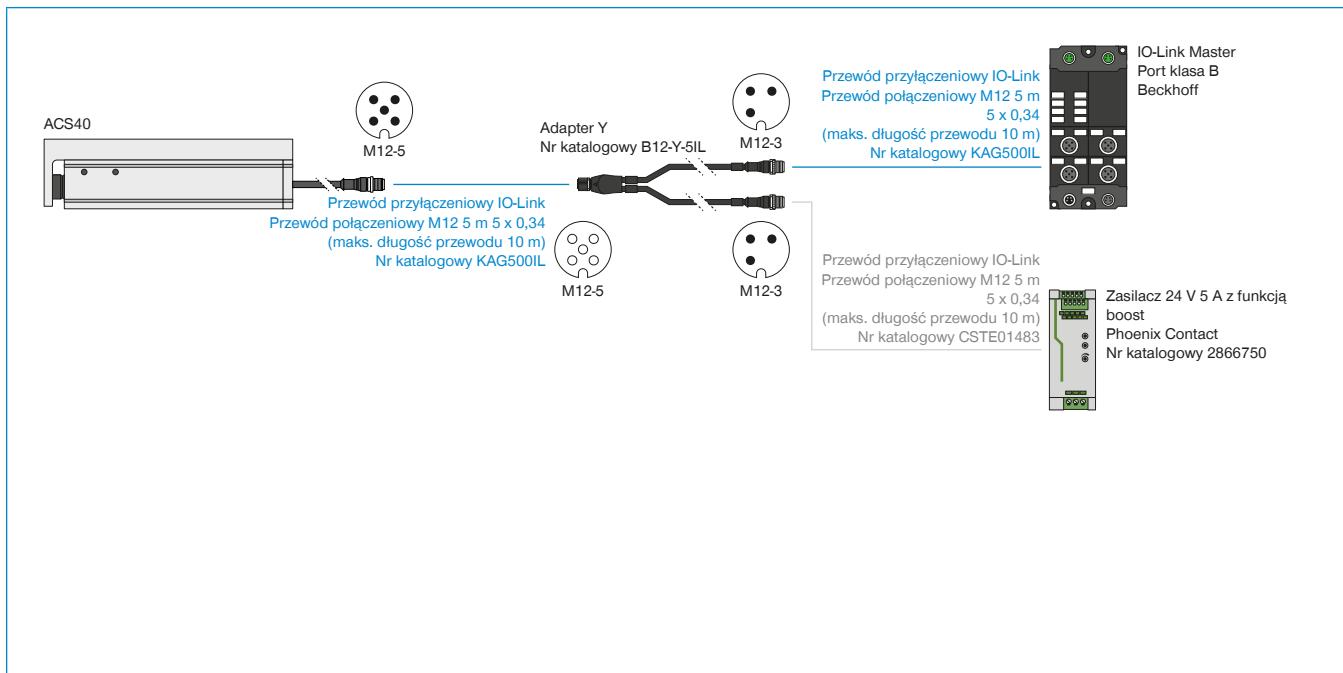 ACS40
M12-5
Przewód przyłączeniowy IO-Link
Przewód połączeniowy M12 5 m 5 x 0,34
(maks. długość przewodu 10 m)
Nr katalogowy KAG500IL
Adapter Y
Nr katalogowy B12-Y-5IL
M12-5
M12-3
M12-3
Przewód przyłączeniowy IO-Link
Przewód połączeniowy M12 5 m
5 x 0,34
(maks. długość przewodu 10 m)
Nr katalogowy KAG500IL
IO-Link Master
Port klasa B
Beckhoff
Przewód przyłączeniowy IO-Link
Przewód połączeniowy M12 5 m
5 x 0,34
(maks. długość przewodu 10 m)
Nr katalogowy CSTE01483
Zasilacz 24 V 5 A z funkcją
boost
Phoenix Contact
Nr katalogowy 2866750